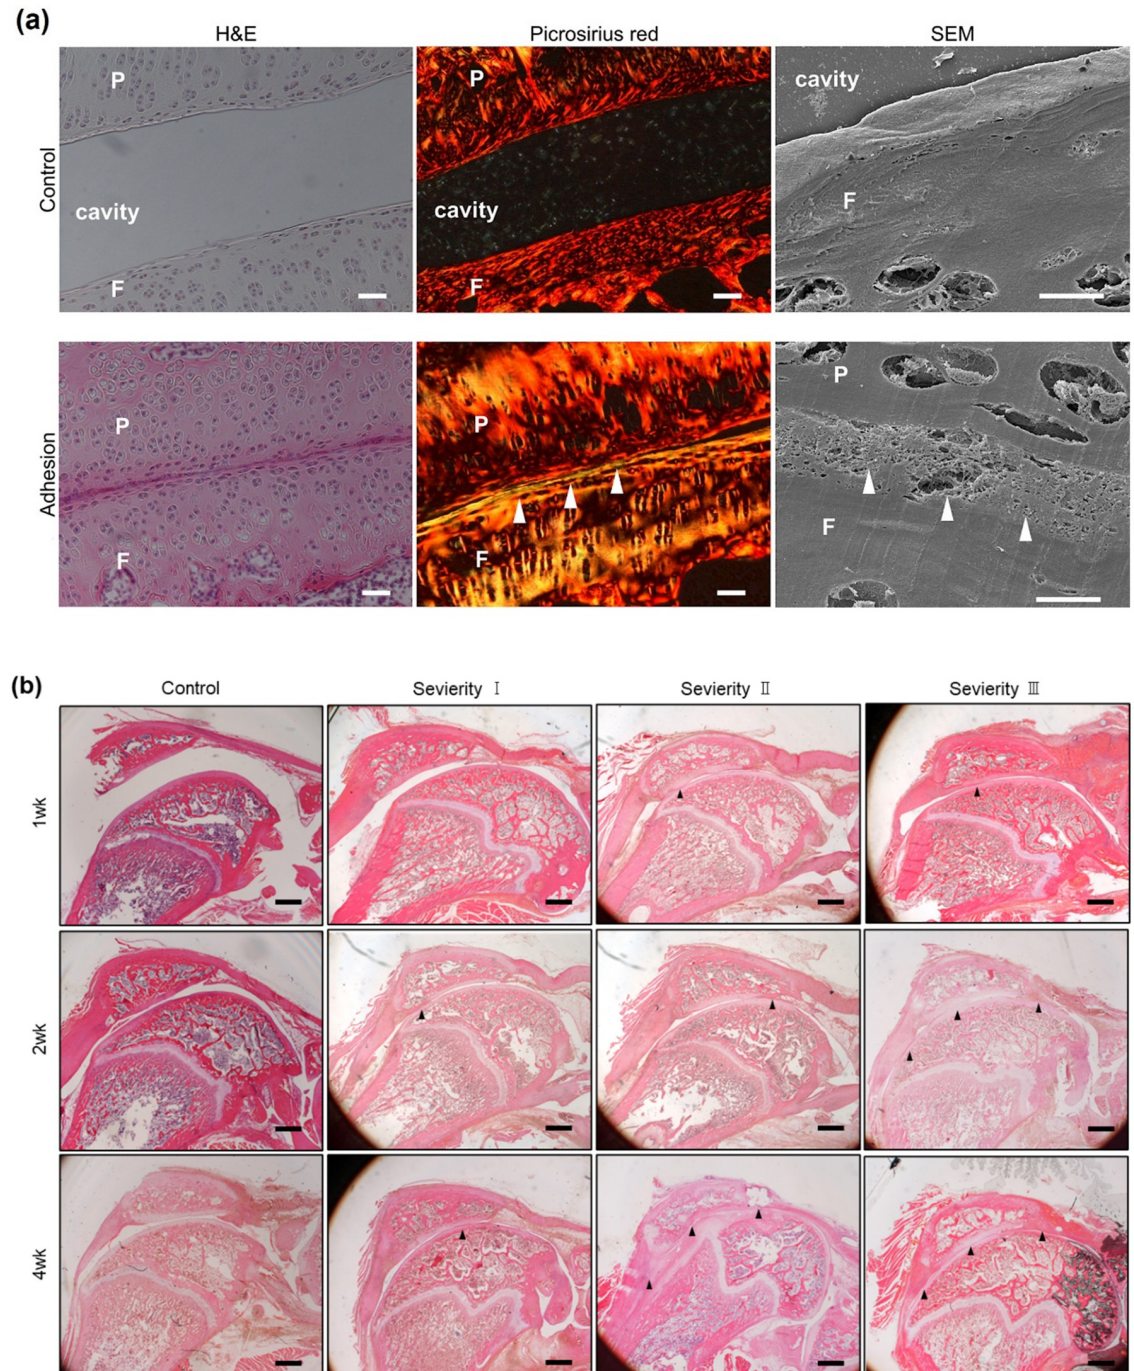 (a)
H&E Picrosirius red SEM
Control
P P cavity
cavity cavity F
F F
Adhesion
P P P
F F F
(b)
Control Sevierity Ⅰ Sevierity Ⅱ Sevierity Ⅲ
1wk
2wk
4wk